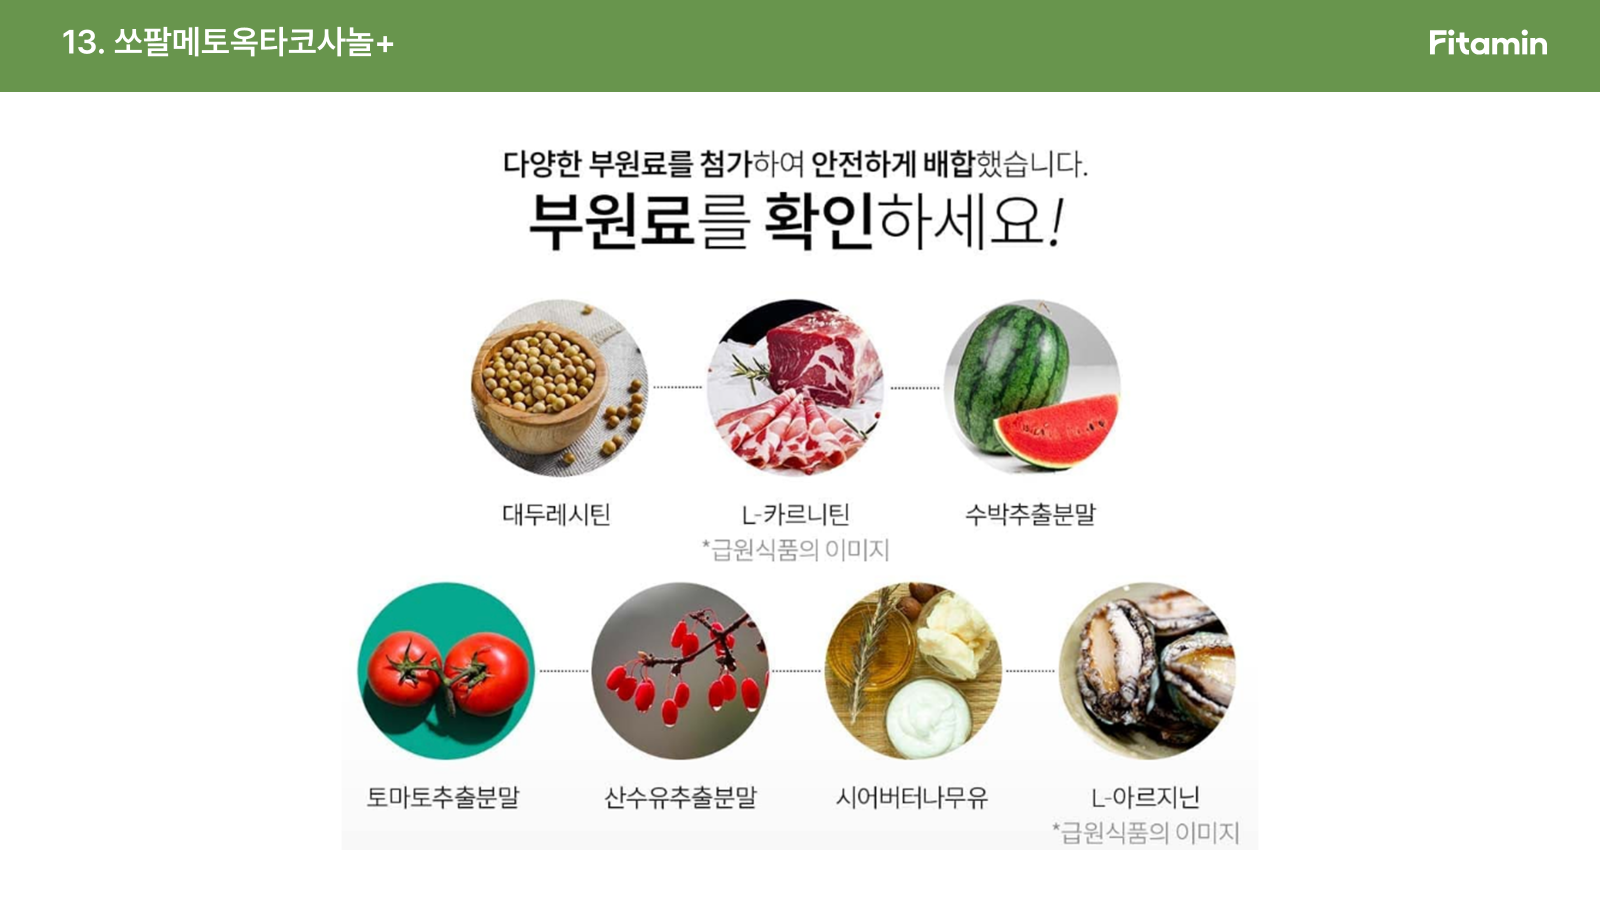 13. 쏘팔메토옥타코사놀+
Fitamin
다양한 부원료를 첨가하여 안전하게 배합했습니다.
부원료를 확인하세요!
대두레시틴
L-카르니틴
*급원식품의 이미지
수박추출분말
토마토추출분말
산수유추출분말
시어버터나무유
L-아르지닌
*급원식품의 이미지